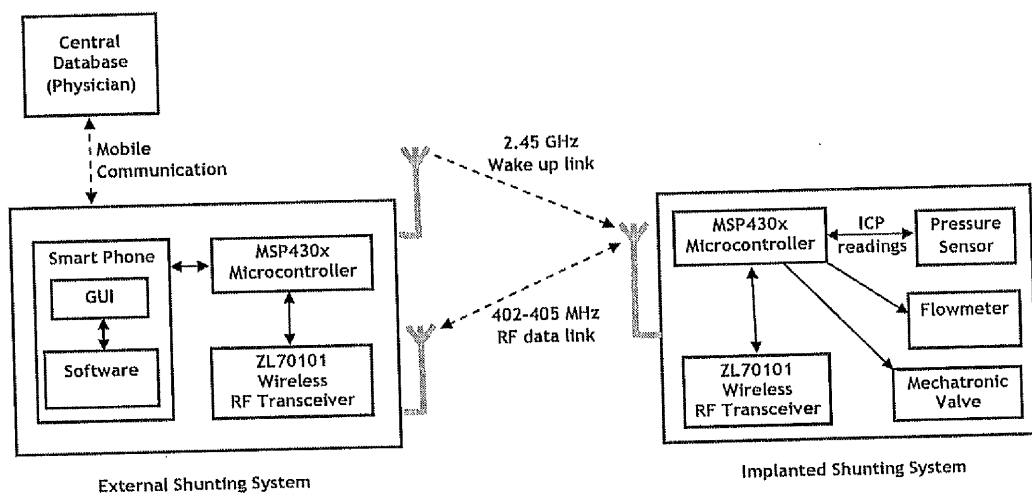 Central
Database
(Physician)
Mobile
Communication
2.45 GHz
Wake up link
402-405 MHz
RF data link
Smart Phone
GUI
Software
MSP430x
Microcontroller
ZL70101
Wireless
RF Transceiver
External Shunting System
MSP430x
Microcontroller
ICP
readings
Pressure
Sensor
Flowmeter
ZL70101
Wireless
RF Transceiver
Mechatronic
Valve
Implanted Shunting System